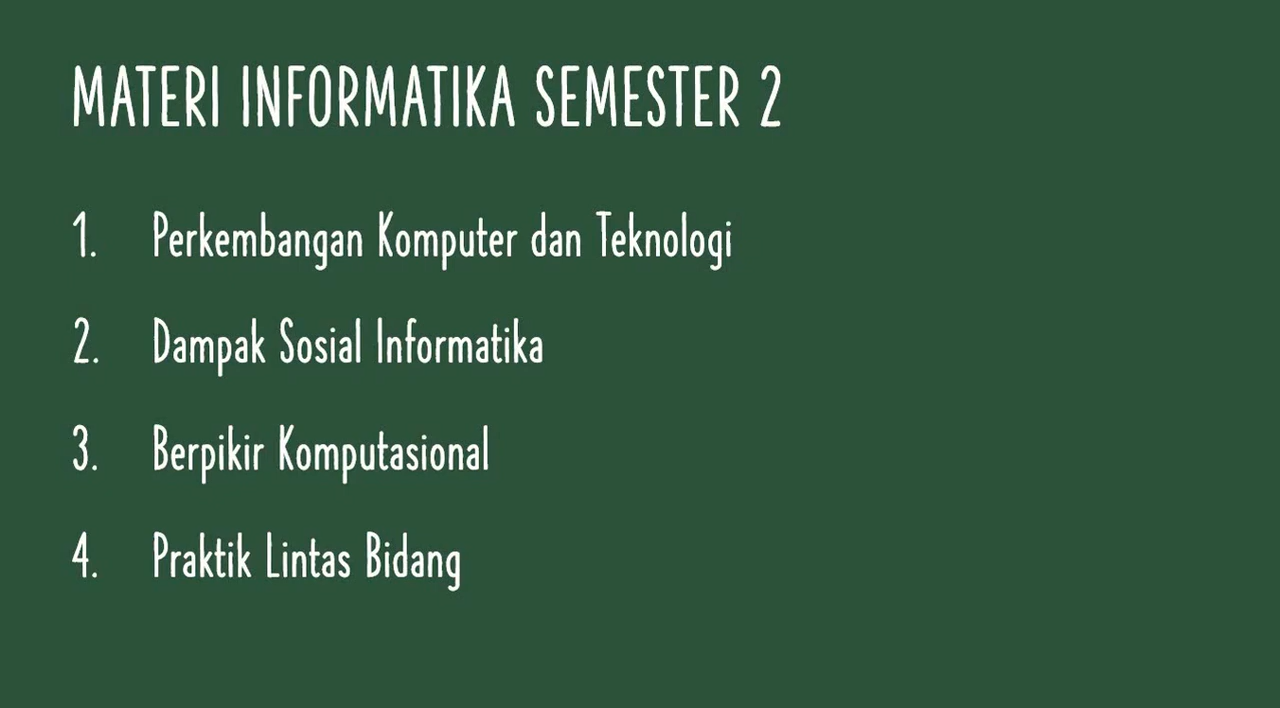 MATERI INFORMATIKA SEMESTER 2
1. Perkembangan Komputer dan Teknologi
2. Dampak Sosial Informatika
3. Berpikir Komputasional
4. Praktik Lintas Bidang